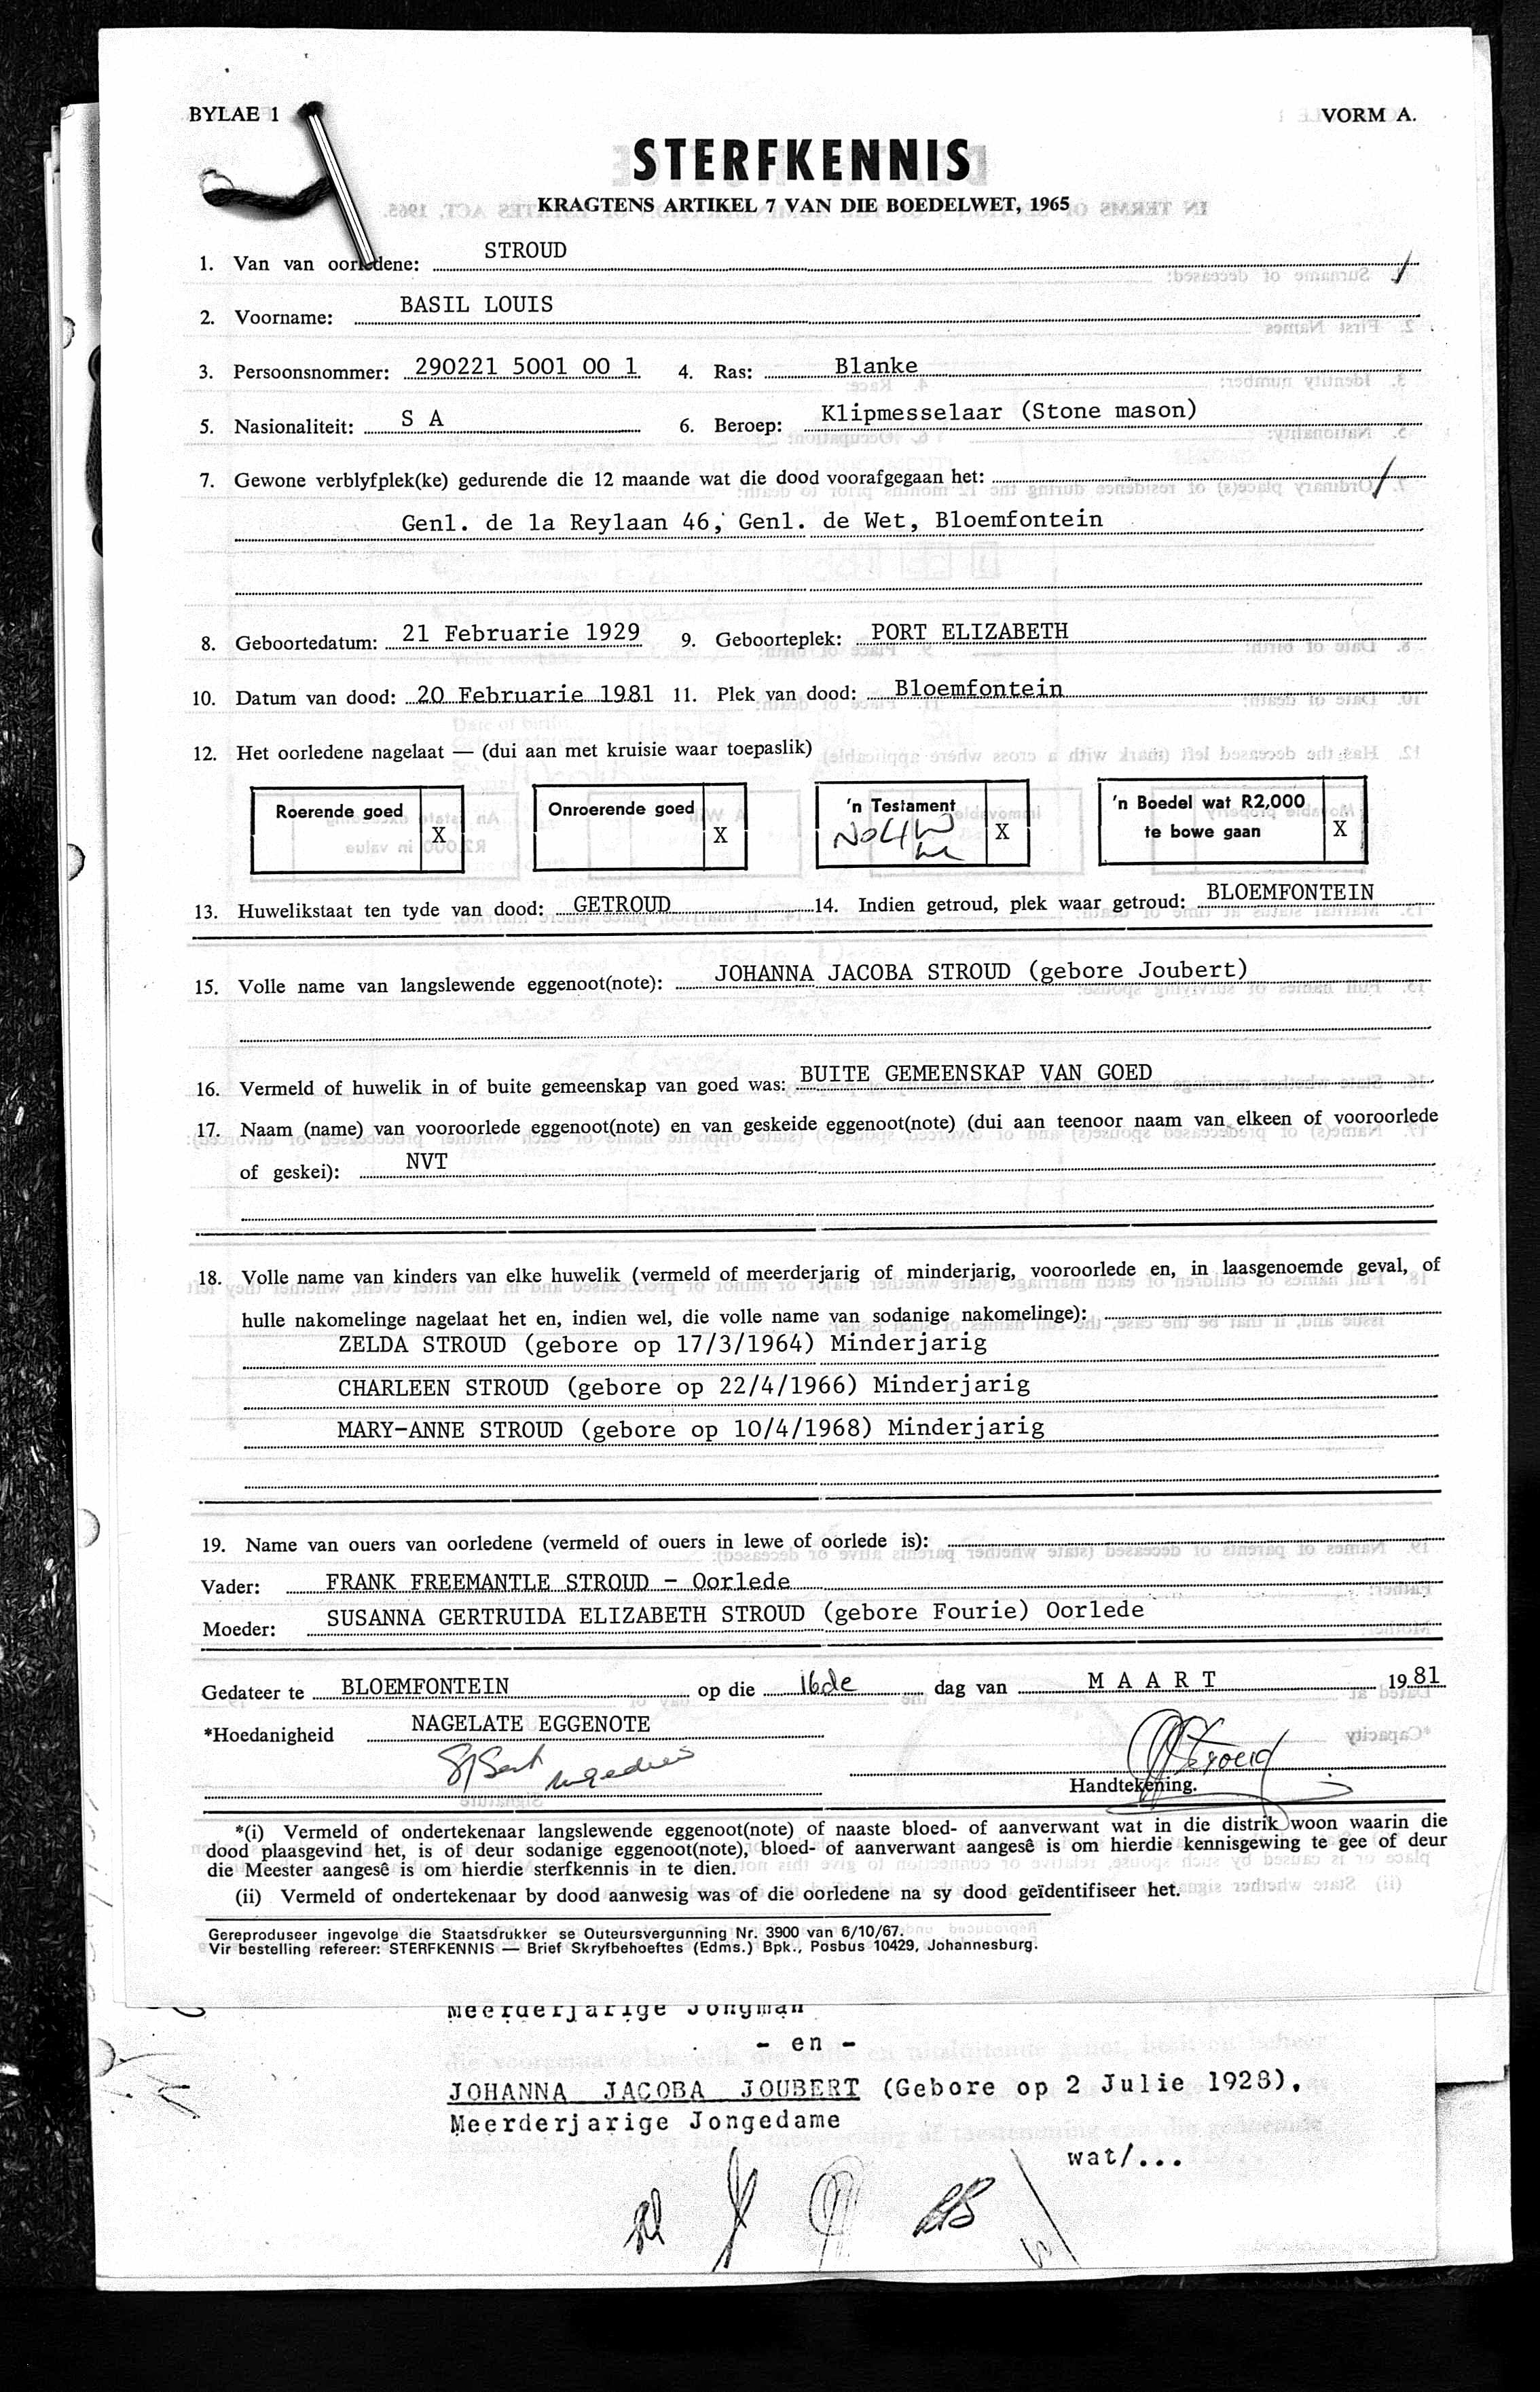 BYLAE 1
VORM A.
STERFKENNIS
KRAGTENS ARTIKEL 7 VAN DIE BOEDELWET, 1965
1. Van van oorledene: STROUD
2. Voorname: BASIL LOUIS
3. Persoonsnommer: 290221 5001 00 1 4. Ras: Blanke
5. Nasionaliteit: S A 6. Beroep: Klipmesselaar (Stone mason)
7. Gewone verblyfplek(ke) gedurende die 12 maande wat die dood voorafgegaan het:
Genl. de la Reylaan 46, Genl. de Wet, Bloemfontein
8. Geboortedatum: 21 Februarie 1929 9. Geboorteplek: PORT ELIZABETH
10. Datum van dood: 20 Februarie 1981 11. Plek van dood: Bloemfontein
12. Het oorledene nagelaat — (dui aan met kruisie waar toepaslik)
Roerende goed X
Onroerende goed X
'n Testament X
'n Boedel wat R2,000 te bowe gaan X
13. Huwelikstaat ten tyde van dood: GETROUD 14. Indien getroud, plek waar getroud: BLOEMFONTEIN
15. Volle name van langslewende eggenoot(note): JOHANNA JACOBA STROUD (gebore Joubert)
16. Vermeld of huwelik in of buite gemeenskap van goed was: BUITE GEMEENSKAP VAN GOED
17. Naam (name) van vooroorlede eggenoot(note) en van geskeide eggenoot(note) (dui aan teenoor naam van elkeen of vooroorlede
of geskei): NVT
18. Volle name van kinders van elke huwelik (vermeld of meerderjarig of minderjarig, vooroorlede en, in laasgenoemde geval, of
hulle nakomelinge nagelaat het en, indien wel, die volle name van sodanige nakomelinge):
ZELDA STROUD (gebore op 17/3/1964) Minderjarig
CHARLEEN STROUD (gebore op 22/4/1966) Minderjarig
MARY-ANNE STROUD (gebore op 10/4/1968) Minderjarig
19. Name van ouers van oorledene (vermeld of ouers in lewe of oorlede is):
Vader: FRANK FREEMANTLE STROUD - Oorlede
Moeder: SUSANNA GERTRUIDA ELIZABETH STROUD (gebore Fourie) Oorlede
Gedateer te BLOEMFONTEIN op die 16de dag van MAART 1981
*Hoedanigheid NAGELATE EGGENOTE
Stroud
Handtekening.
*(i) Vermeld of ondertekenaar langslewende eggenoot(note) of naaste bloed- of aanverwant wat in die distrik woon waarin die
dood plaasgevind het, is of deur sodanige eggenoot(note), bloed- of aanverwant aangesê is om hierdie kennisgewing te gee of deur
die Meester aangesê is om hierdie sterfkennis in te dien.
(ii) Vermeld of ondertekenaar by dood aanwesig was of die oorledene na sy dood geïdentifiseer het.
Gereproduseer ingevolge die Staatsdrukker se Outeursvergunning Nr. 3900 van 6/10/67.
Vir bestelling refereer: STERFKENNIS — Brief Skryfbehoeftes (Edms.) Bpk., Posbus 10429, Johannesburg.
Meerderjarige Jongman
- en -
JOHANNA JACOBA JOUBERT (Gebore op 2 Julie 1928),
Meerderjarige Jongedame
wat/...